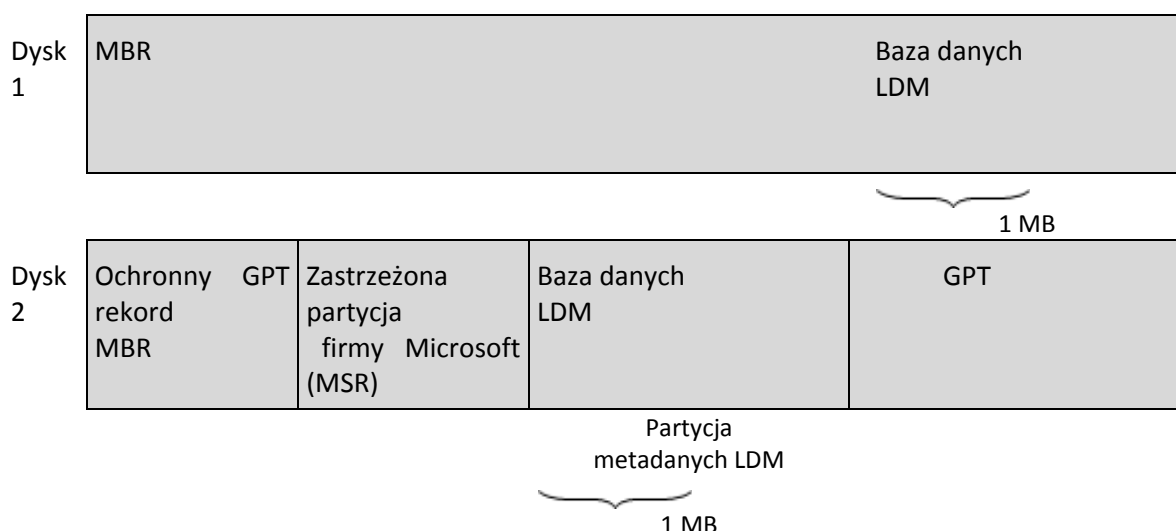 Dysk
1
MBR
Baza danych
LDM
1 MB
Dysk
2
Ochronny GPT
rekord
MBR
Zastrzeżona
partycja
firmy Microsoft
(MSR)
Baza danych
LDM
GPT
Partycja
metadanych LDM
1 MB